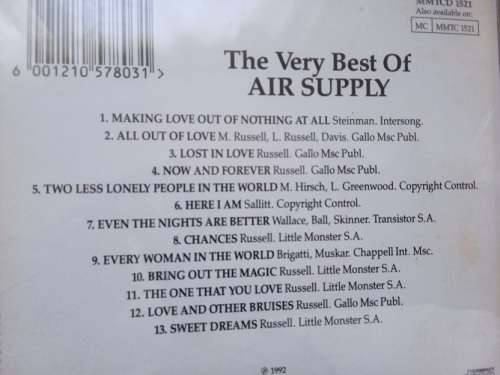 MMTCD 1521
Also available on:
MC MMTC 1521
6 001210 578031 >
The Very Best Of
AIR SUPPLY
1. MAKING LOVE OUT OF NOTHING AT ALL Steinman. Intersong.
2. ALL OUT OF LOVE M. Russell, L. Russell, Davis. Gallo Msc Publ.
3. LOST IN LOVE Russell. Gallo Msc Publ.
4. NOW AND FOREVER Russell. Gallo Msc Publ.
5. TWO LESS LONELY PEOPLE IN THE WORLD M. Hirsch, L. Greenwood. Copyright Control.
6. HERE I AM Sallitt. Copyright Control.
7. EVEN THE NIGHTS ARE BETTER Wallace, Ball, Skinner. Transistor S.A.
8. CHANCES Russell. Little Monster S.A.
9. EVERY WOMAN IN THE WORLD Brigatti, Muskar. Chappell Int. Msc.
10. BRING OUT THE MAGIC Russell. Little Monster S.A.
11. THE ONE THAT YOU LOVE Russell. Little Monster S.A.
12. LOVE AND OTHER BRUISES Russell. Gallo Msc Publ.
13. SWEET DREAMS Russell. Little Monster S.A.
℗ 1992